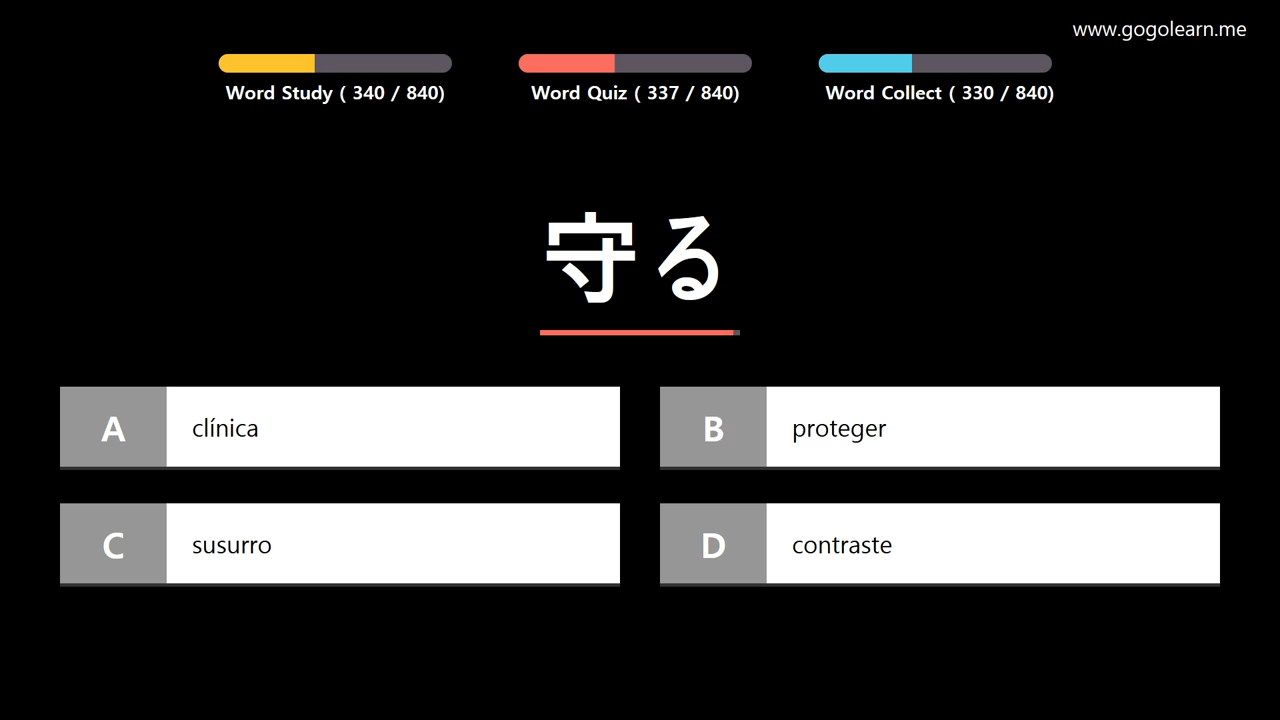 www.gogolearn.me
Word Study ( 340 / 840)
Word Quiz ( 337 / 840)
Word Collect ( 330 / 840)
守る
A clínica
B proteger
C susurro
D contraste